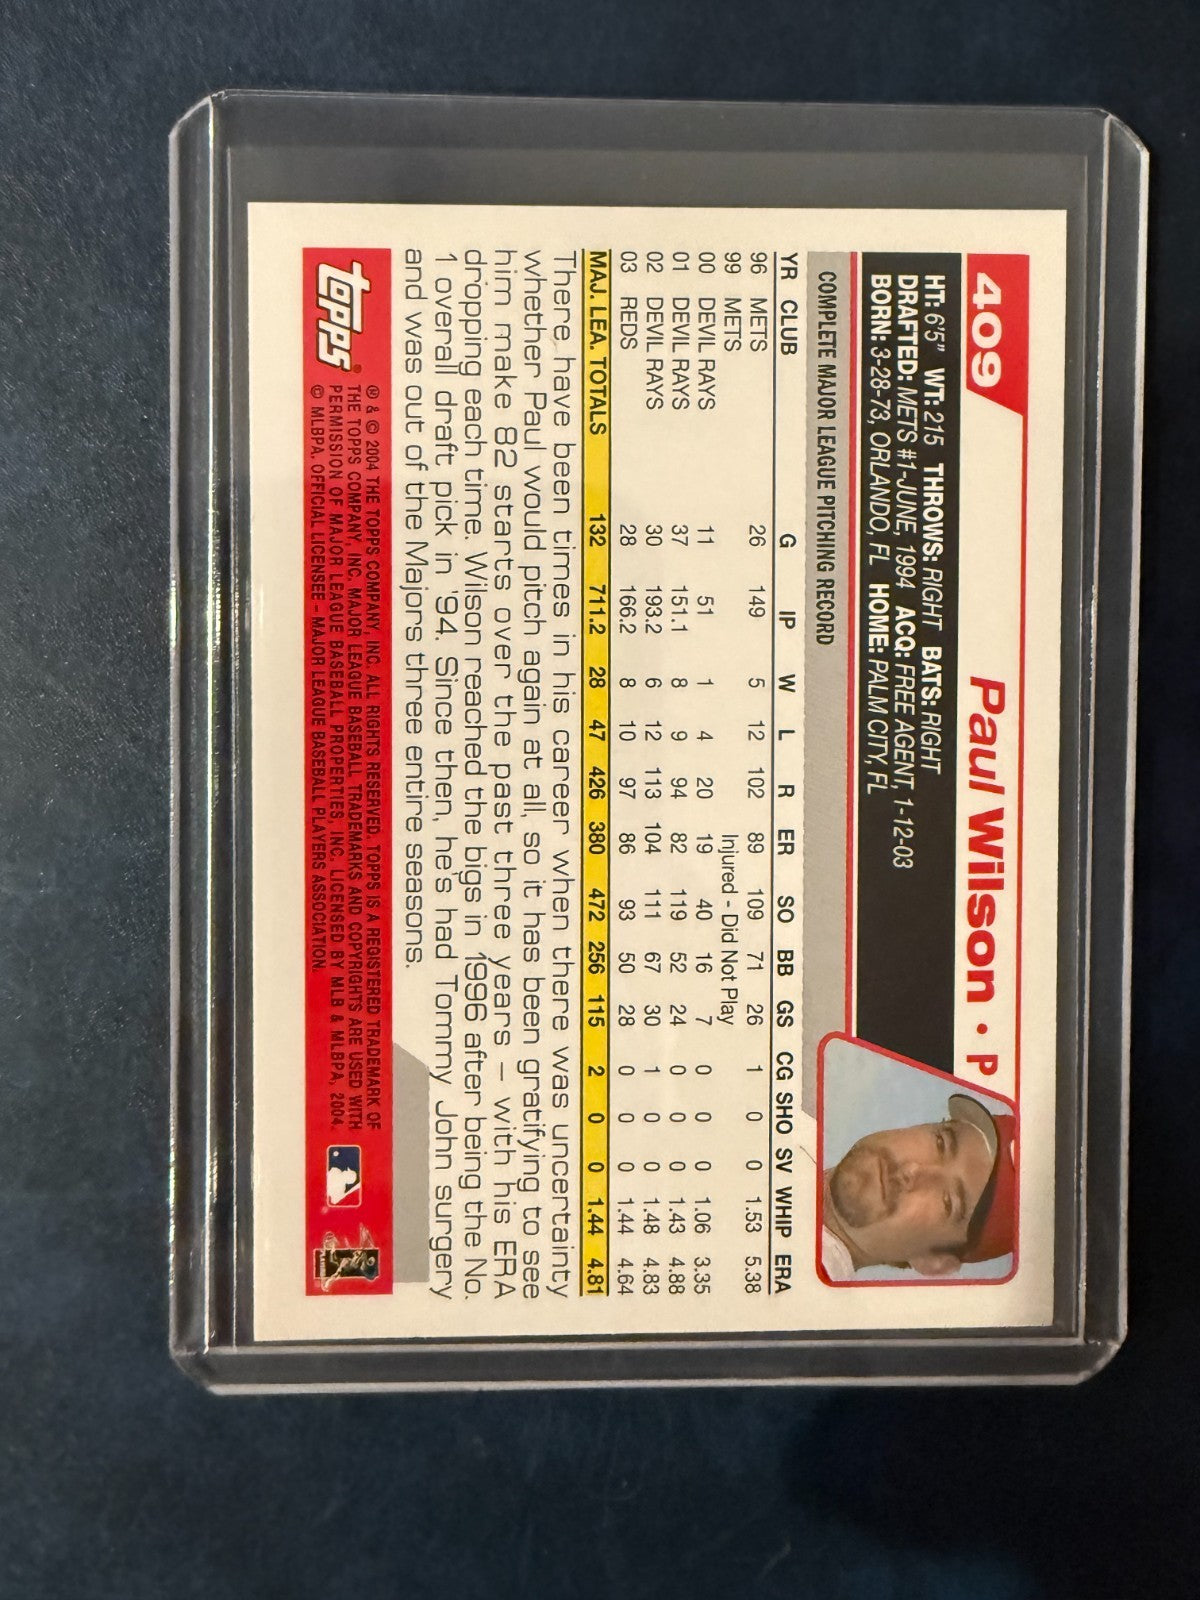 409
Paul Wilson • P
HT: 6'5" WT: 215 THROWS: RIGHT BATS: RIGHT
DRAFTED: METS #1-JUNE, 1994 ACQ: FREE AGENT, 1-12-03
BORN: 3-28-73, ORLANDO, FL HOME: PALM CITY, FL
COMPLETE MAJOR LEAGUE PITCHING RECORD
YR CLUB G IP W L R ER SO BB GS CG SHO SV WHIP ERA
96 METS 26 149 5 12 102 89 109 71 26 1 0 0 1.53 5.38
99 METS Injured - Did Not Play
00 DEVIL RAYS 11 51 1 4 20 19 40 16 7 0 0 0 1.06 3.35
01 DEVIL RAYS 37 151.1 8 9 94 82 119 52 24 0 0 0 1.43 4.88
02 DEVIL RAYS 30 193.2 6 12 113 104 111 67 30 1 0 0 1.48 4.83
03 REDS 28 166.2 8 10 97 86 93 50 28 0 0 0 1.44 4.64
MAJ. LEA. TOTALS 132 711.2 28 47 426 380 472 256 115 2 0 0 1.44 4.81
There have been times in his career when there was uncertainty
whether Paul would pitch again at all, so it has been gratifying to see
him make 82 starts over the past three years – with his ERA
dropping each time. Wilson reached the bigs in 1996 after being the No.
1 overall draft pick in '94. Since then, he's had Tommy John surgery
and was out of the Majors three entire seasons.
topps
® & © 2004 THE TOPPS COMPANY, INC. ALL RIGHTS RESERVED. TOPPS IS A REGISTERED TRADEMARK OF
THE TOPPS COMPANY, INC. MAJOR LEAGUE BASEBALL TRADEMARKS AND COPYRIGHTS ARE USED WITH
PERMISSION OF MAJOR LEAGUE BASEBALL PROPERTIES, INC. LICENSED BY MLB & MLBPA, 2004.
© MLBPA. OFFICIAL LICENSEE – MAJOR LEAGUE BASEBALL PLAYERS ASSOCIATION.